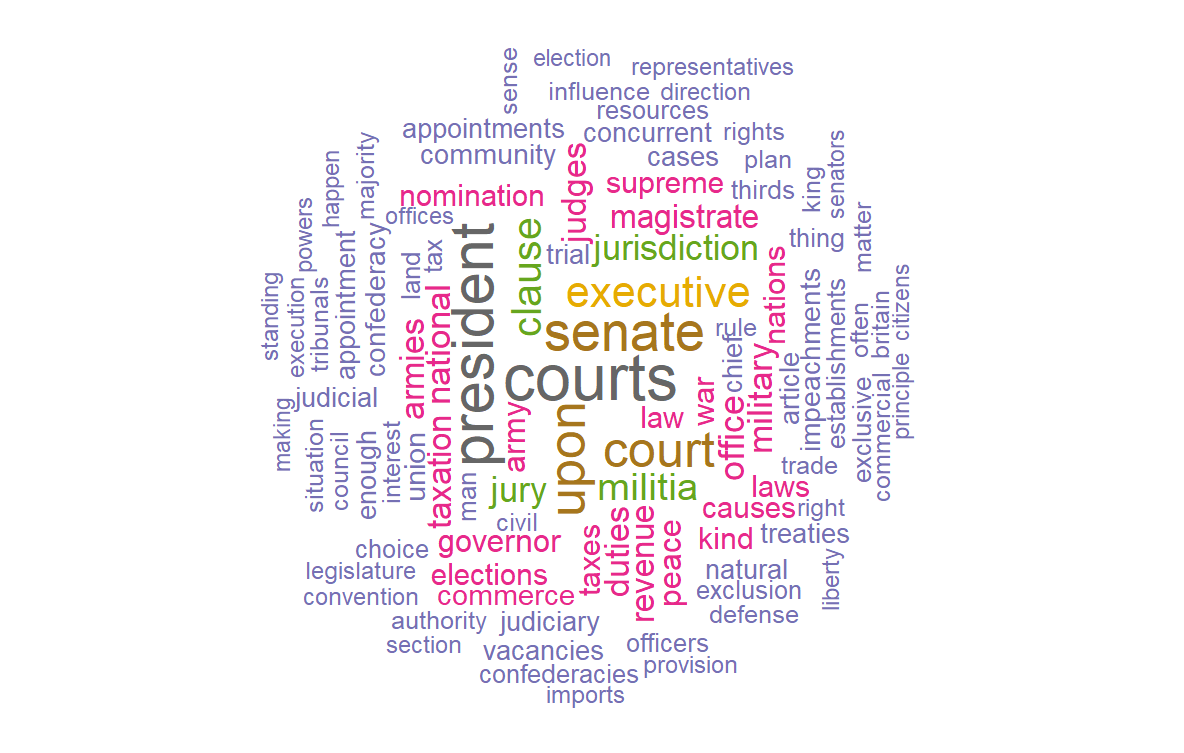 sense
election
representatives
influence
direction
resources
appointments
concurrent
rights
community
cases
plan
happen
majority
judges
king
senators
nomination
supreme
thirds
powers
offices
magistrate
matter
confederacy
tax
president
clause
trial
jurisdiction
thing
standing
execution
tribunals
appointment
land
national
executive
nations
impeachments
establishments
often
britain
citizens
armies
senate
rule
chief
judicial
courts
war
military
article
principle
making
army
law
office
exclusive
commercial
situation
council
enough
interest
union
taxation
man
upon
court
trade
jury
militia
laws
civil
causes
right
choice
governor
taxes
duties
revenue
peace
kind
treaties
legislature
elections
natural
liberty
convention
commerce
exclusion
authority
judiciary
defense
section
vacancies
officers
confederacies
provision
imports